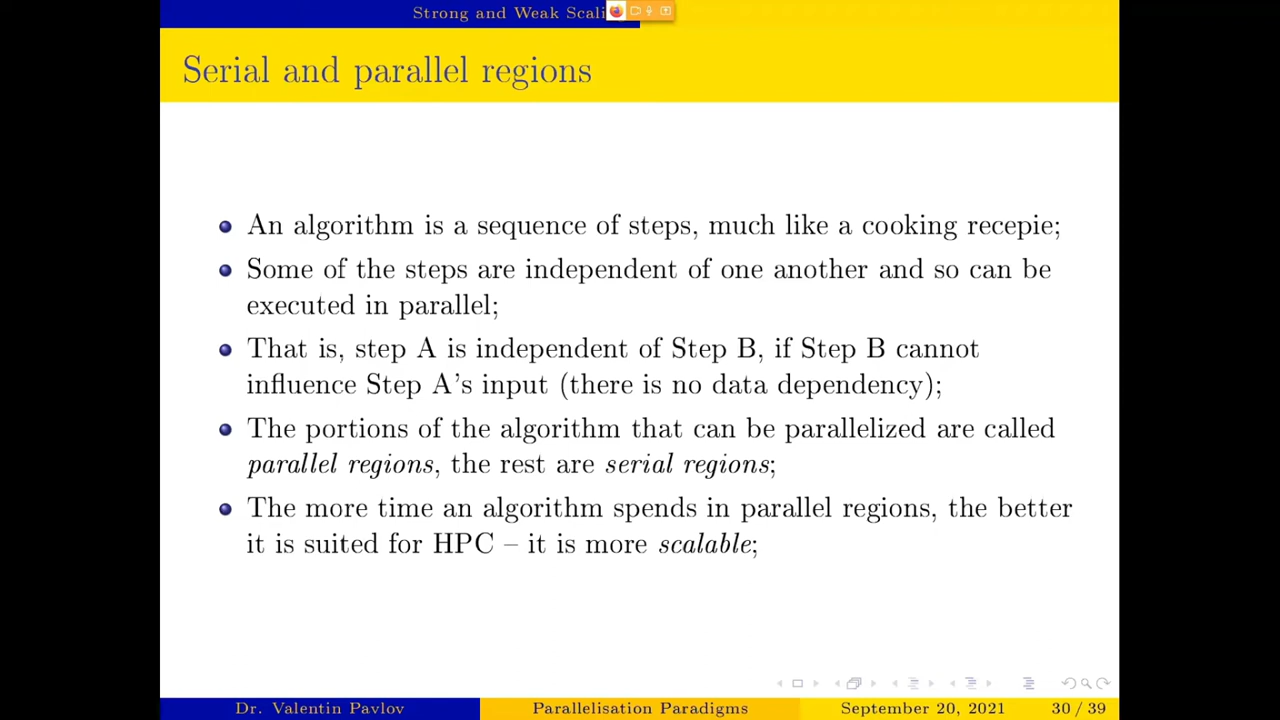 Strong and Weak Scali
Serial and parallel regions
An algorithm is a sequence of steps, much like a cooking recepie;
Some of the steps are independent of one another and so can be
executed in parallel;
That is, step A is independent of Step B, if Step B cannot
influence Step A's input (there is no data dependency);
The portions of the algorithm that can be parallelized are called
parallel regions, the rest are serial regions;
The more time an algorithm spends in parallel regions, the better
it is suited for HPC – it is more scalable;
Dr. Valentin Pavlov Parallelisation Paradigms September 20, 2021 30 / 39